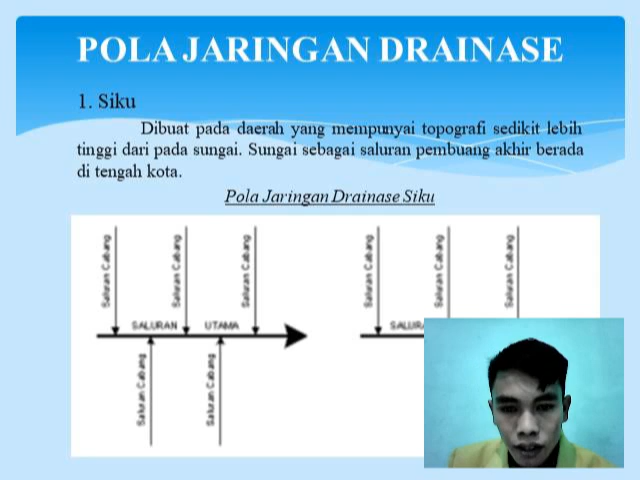 POLA JARINGAN DRAINASE
1. Siku
Dibuat pada daerah yang mempunyai topografi sedikit lebih
tinggi dari pada sungai. Sungai sebagai saluran pembuang akhir berada
di tengah kota.
Pola Jaringan Drainase Siku
Saluran Cabang
Saluran Cabang
Saluran Cabang
SALURAN UTAMA
Saluran Cabang
Saluran Cabang
Saluran Cabang
Saluran Cabang
Saluran Cabang